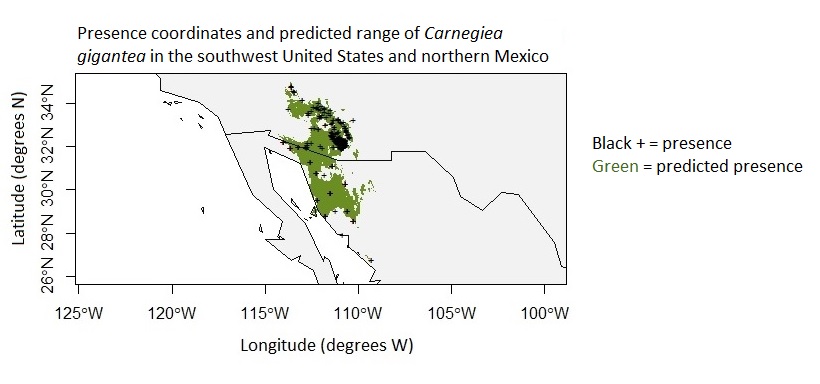 Presence coordinates and predicted range of Carnegiea
gigantea in the southwest United States and northern Mexico
Latitude (degrees N)
34°N
32°N
30°N
28°N
26°N
125°W 120°W 115°W 110°W 105°W 100°W
Longitude (degrees W)
Black + = presence
Green = predicted presence